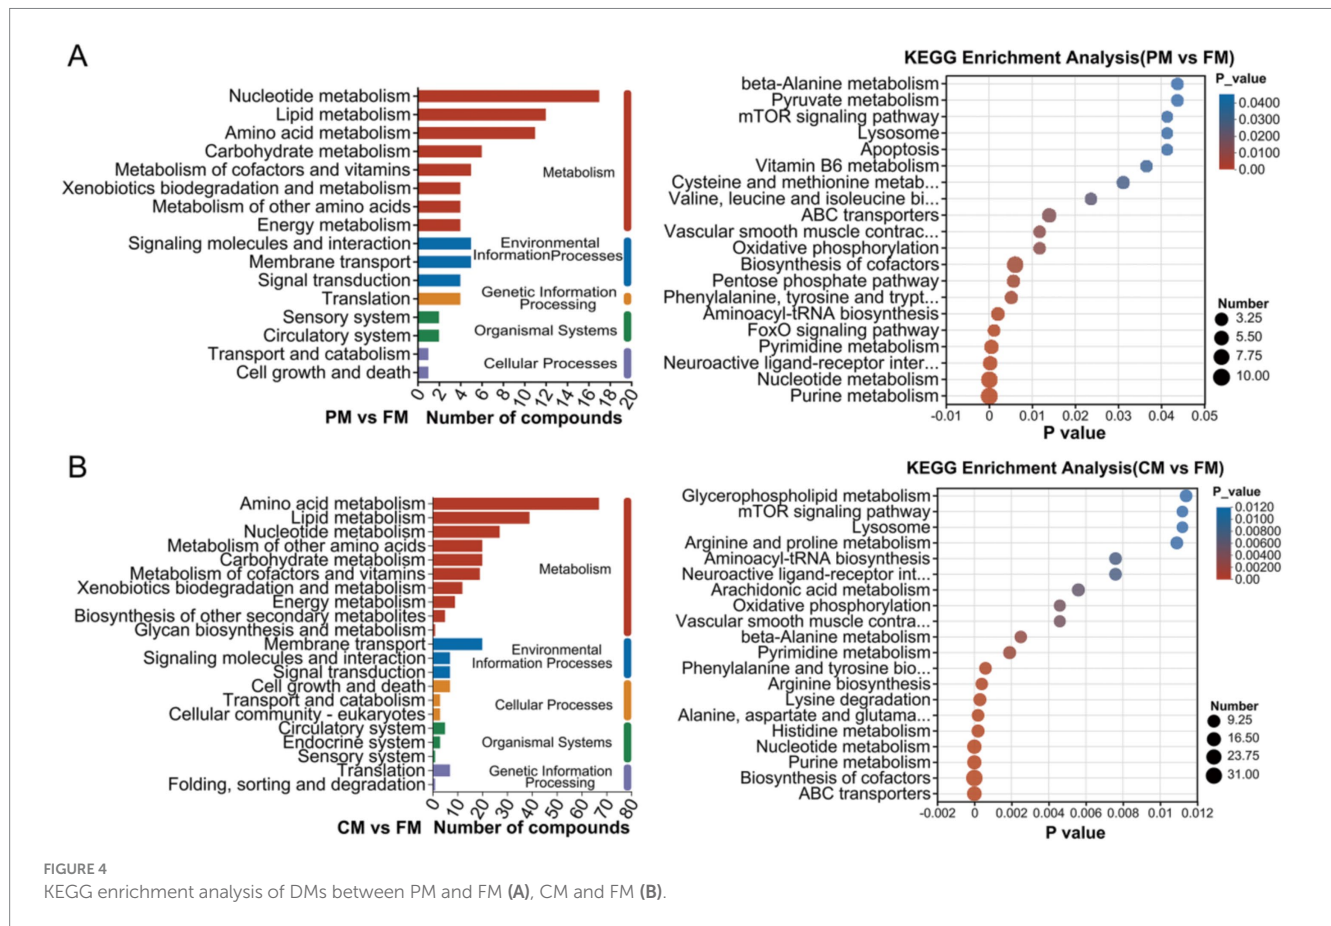 A
Nucleotide metabolism
Lipid metabolism
Amino acid metabolism
Carbohydrate metabolism
Metabolism of cofactors and vitamins
Xenobiotics biodegradation and metabolism
Metabolism of other amino acids
Energy metabolism
Signaling molecules and interaction
Membrane transport
Signal transduction
Translation
Sensory system
Circulatory system
Transport and catabolism
Cell growth and death
Metabolism
Environmental
InformationProcesses
Genetic Information
Processing
Organismal Systems
Cellular Processes
0 2 4 6 8 10 12 14 16 18 20
PM vs FM Number of compounds
KEGG Enrichment Analysis(PM vs FM)
beta-Alanine metabolism
Pyruvate metabolism
mTOR signaling pathway
Lysosome
Apoptosis
Vitamin B6 metabolism
Cysteine and methionine metab...
Valine, leucine and isoleucine bi...
ABC transporters
Vascular smooth muscle contrac...
Oxidative phosphorylation
Biosynthesis of cofactors
Pentose phosphate pathway
Phenylalanine, tyrosine and trypt...
Aminoacyl-tRNA biosynthesis
FoxO signaling pathway
Pyrimidine metabolism
Neuroactive ligand-receptor inter...
Nucleotide metabolism
Purine metabolism
-0.01 0 0.01 0.02 0.03 0.04 0.05
P value
P_value
0.0400
0.0300
0.0200
0.0100
0.00
Number
3.25
5.50
7.75
10.00
B
Amino acid metabolism
Lipid metabolism
Nucleotide metabolism
Metabolism of other amino acids
Carbohydrate metabolism
Metabolism of cofactors and vitamins
Xenobiotics biodegradation and metabolism
Energy metabolism
Biosynthesis of other secondary metabolites
Glycan biosynthesis and metabolism
Membrane transport
Signaling molecules and interaction
Signal transduction
Cell growth and death
Transport and catabolism
Cellular community - eukaryotes
Circulatory system
Endocrine system
Sensory system
Translation
Folding, sorting and degradation
Metabolism
Environmental
Information Processes
Cellular Processes
Organismal Systems
Genetic Information
Processing
0 10 20 30 40 50 60 70 80
CM vs FM Number of compounds
KEGG Enrichment Analysis(CM vs FM)
Glycerophospholipid metabolism
mTOR signaling pathway
Lysosome
Arginine and proline metabolism
Aminoacyl-tRNA biosynthesis
Neuroactive ligand-receptor int...
Arachidonic acid metabolism
Oxidative phosphorylation
Vascular smooth muscle contra...
beta-Alanine metabolism
Pyrimidine metabolism
Phenylalanine and tyrosine bio...
Arginine biosynthesis
Lysine degradation
Alanine, aspartate and glutama...
Histidine metabolism
Nucleotide metabolism
Purine metabolism
Biosynthesis of cofactors
ABC transporters
-0.002 0 0.002 0.004 0.006 0.008 0.01 0.012
P value
P_value
0.0120
0.0100
0.00800
0.00600
0.00400
0.00200
0.00
Number
9.25
16.50
23.75
31.00
FIGURE 4
KEGG enrichment analysis of DMs between PM and FM (A), CM and FM (B).